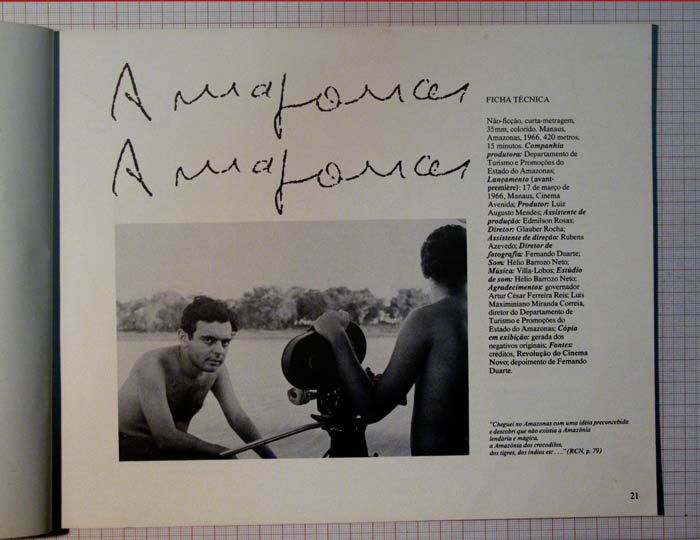 Amazonas
Amazonas
FICHA TÉCNICA
Não-ficção, curta-metragem,
35mm, colorido. Manaus,
Amazonas, 1966, 420 metros,
15 minutos. Companhia
produtora: Departamento de
Turismo e Promoções do
Estado do Amazonas;
Lançamento (avant-
première): 17 de março de
1966, Manaus, Cinema
Avenida; Produtor: Luiz
Augusto Mendes; Assistente de
produção: Edmilson Rosas;
Diretor: Glauber Rocha;
Assistente de direção: Rubens
Azevedo; Diretor de
fotografia: Fernando Duarte;
Som: Hélio Barrozo Neto;
Música: Villa-Lobos; Estúdio
de som: Hélio Barrozo Neto;
Agradecimentos: governador
Artur César Ferreira Reis; Luis
Maximiniano Miranda Correia,
diretor do Departamento de
Turismo e Promoções do
Estado do Amazonas; Cópia
em exibição: gerada dos
negativos originais; Fontes:
créditos, Revolução do Cinema
Novo; depoimento de Fernando
Duarte.
"Cheguei no Amazonas com uma idéia preconcebida
e descobri que não existia a Amazônia
lendária e mágica,
a Amazônia dos crocodilos,
dos tigres, dos índios etc . . ." (RCN, p. 79)
21